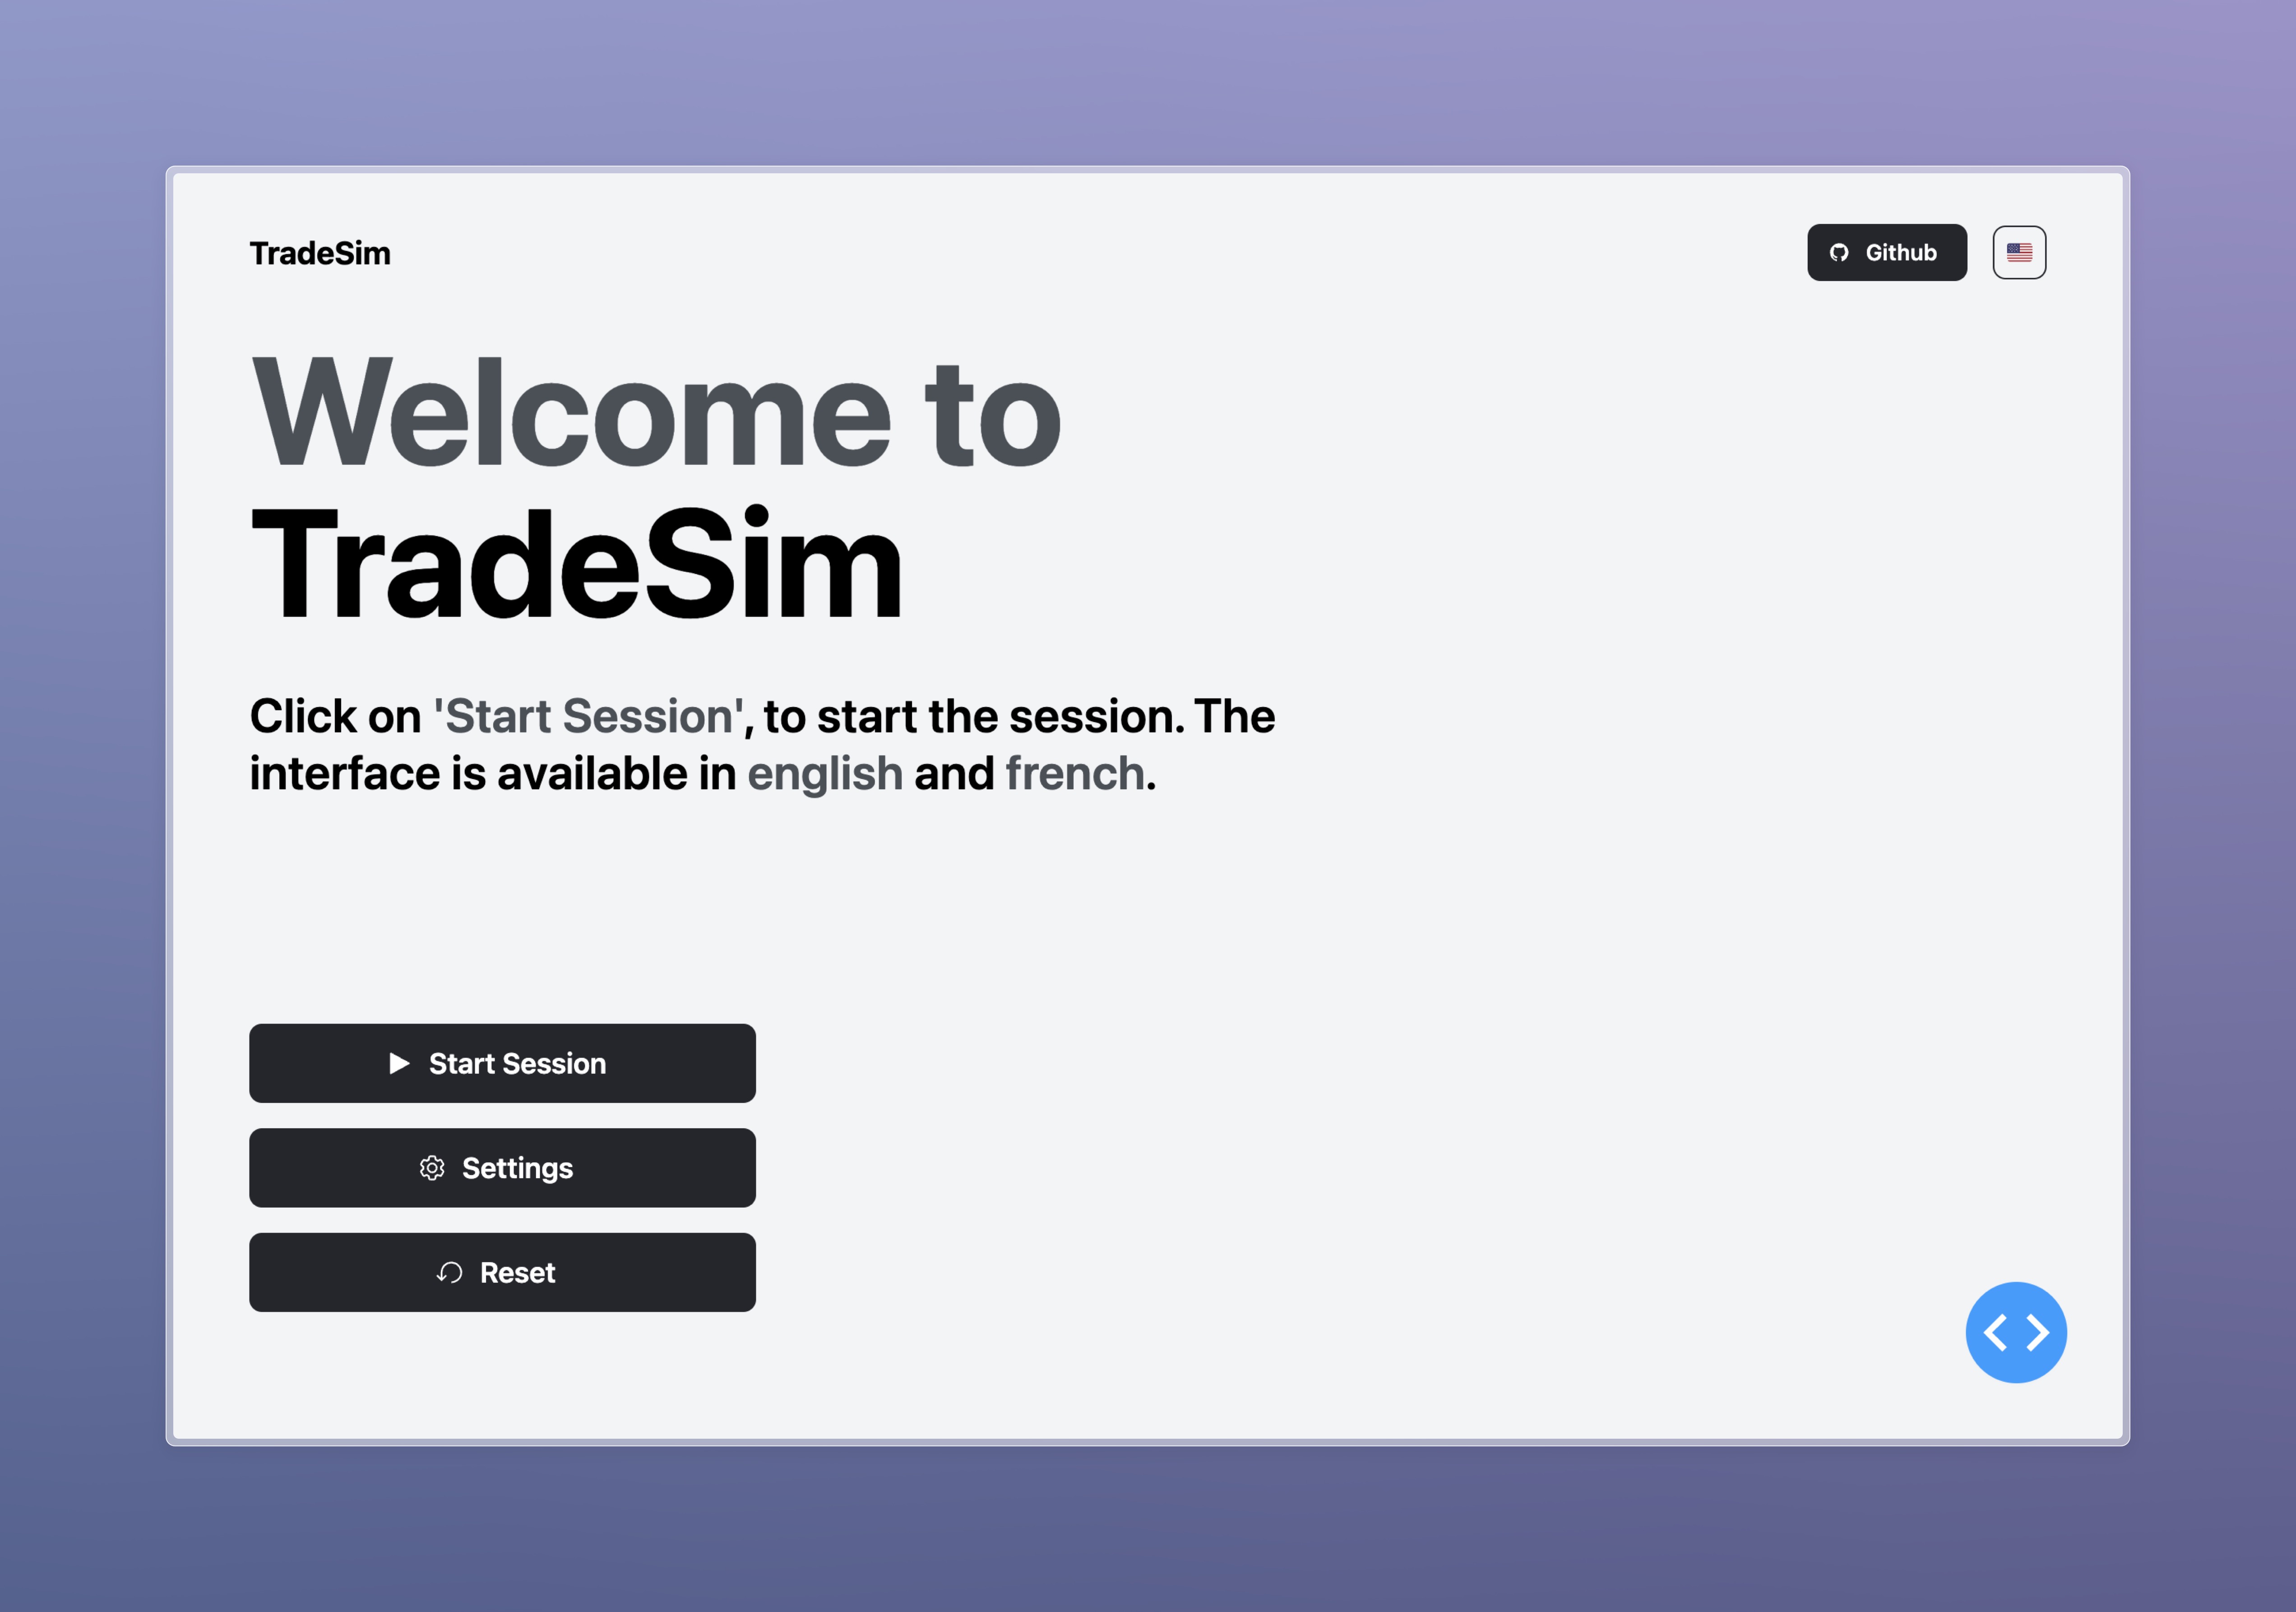 TradeSim
Github
Welcome to
TradeSim
Click on 'Start Session', to start the session. The
interface is available in english and french.
Start Session
Settings
Reset